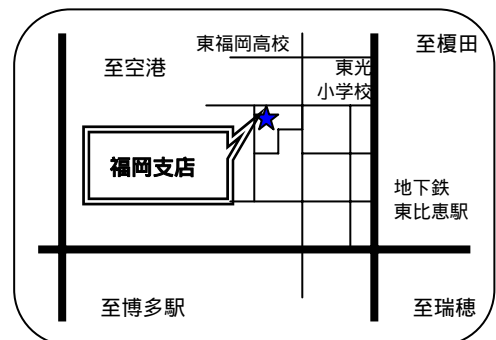 東福岡高校
至榎田
至空港
東光
小学校
福岡支店
地下鉄
東比恵駅
至博多駅
至瑞穂